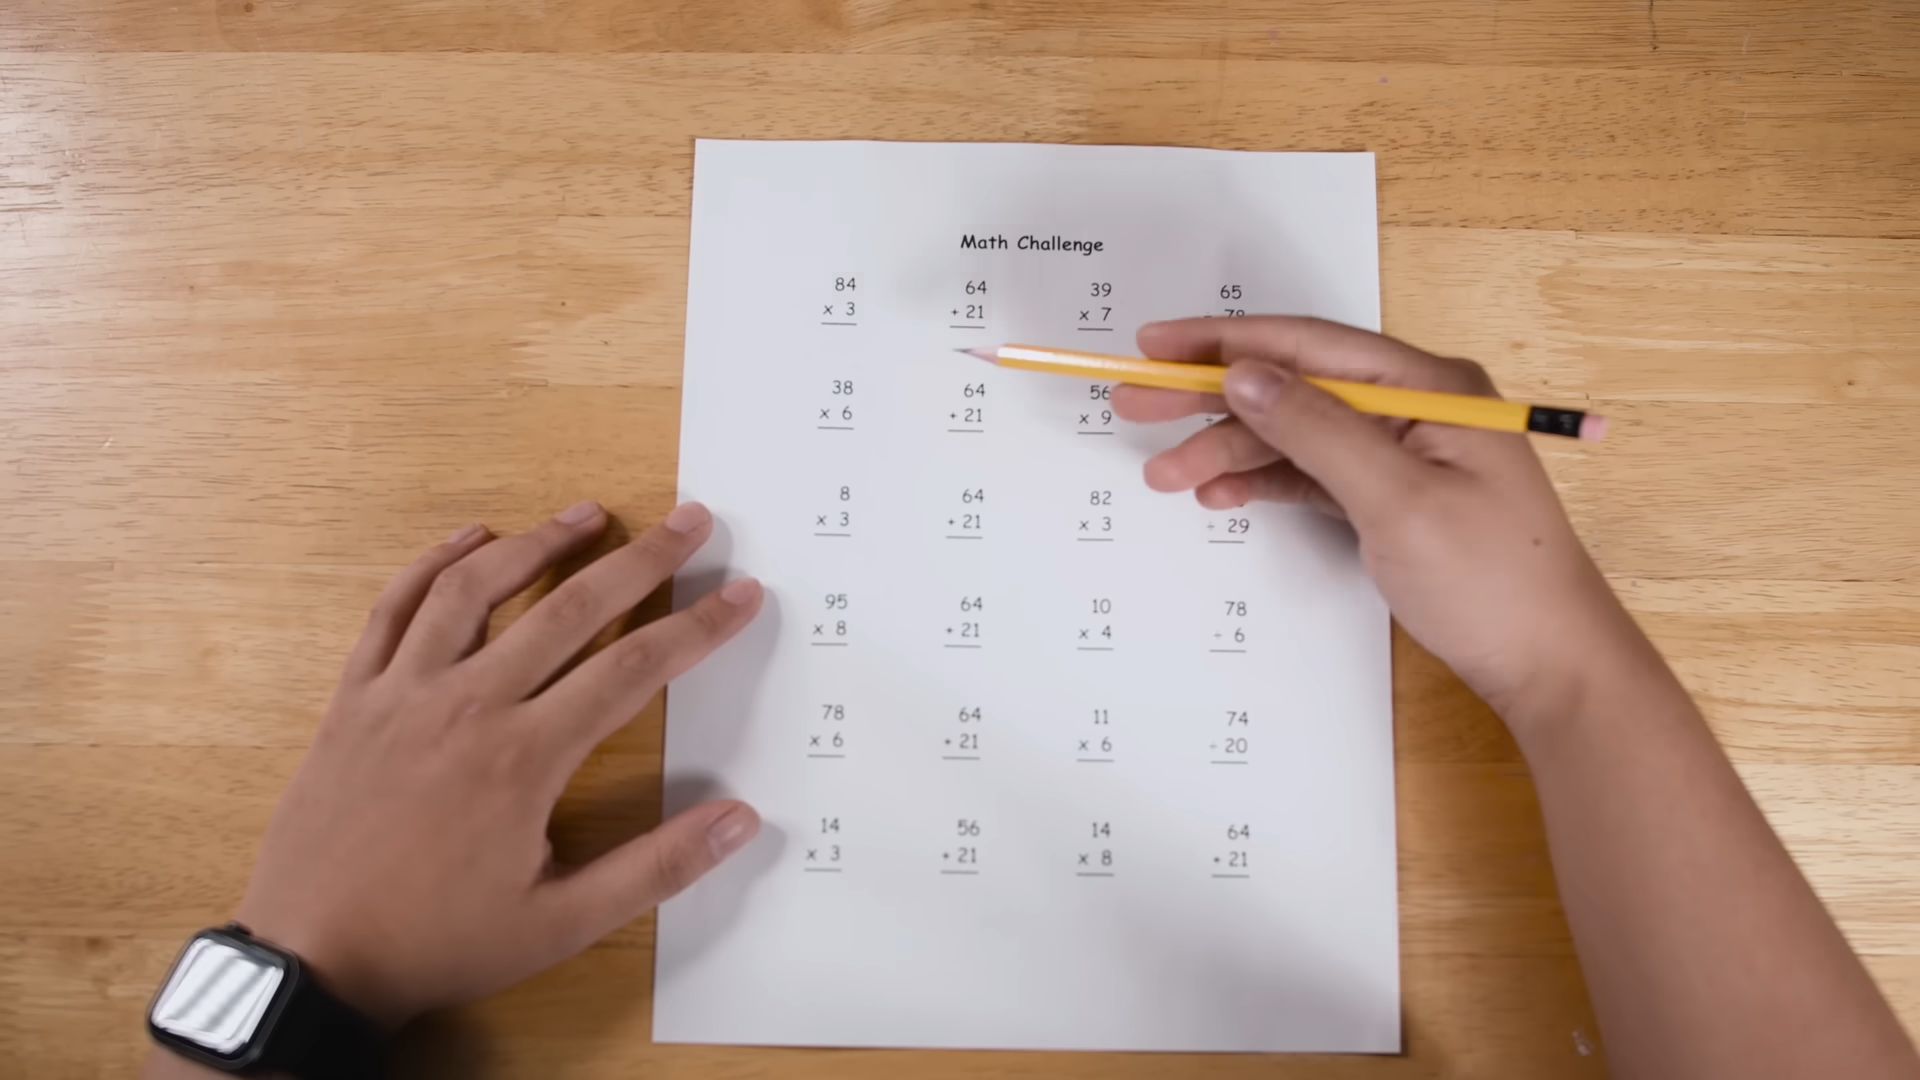 Math Challenge
84 64 39 65
x 3 + 21 x 7 78
38 64 56
x 6 + 21 x 9 ÷
8 64 82
x 3 + 21 x 3 ÷ 29
95 64 10 78
x 8 + 21 x 4 ÷ 6
78 64 11 74
x 6 + 21 x 6 ÷ 20
14 56 14 64
x 3 + 21 x 8 + 21